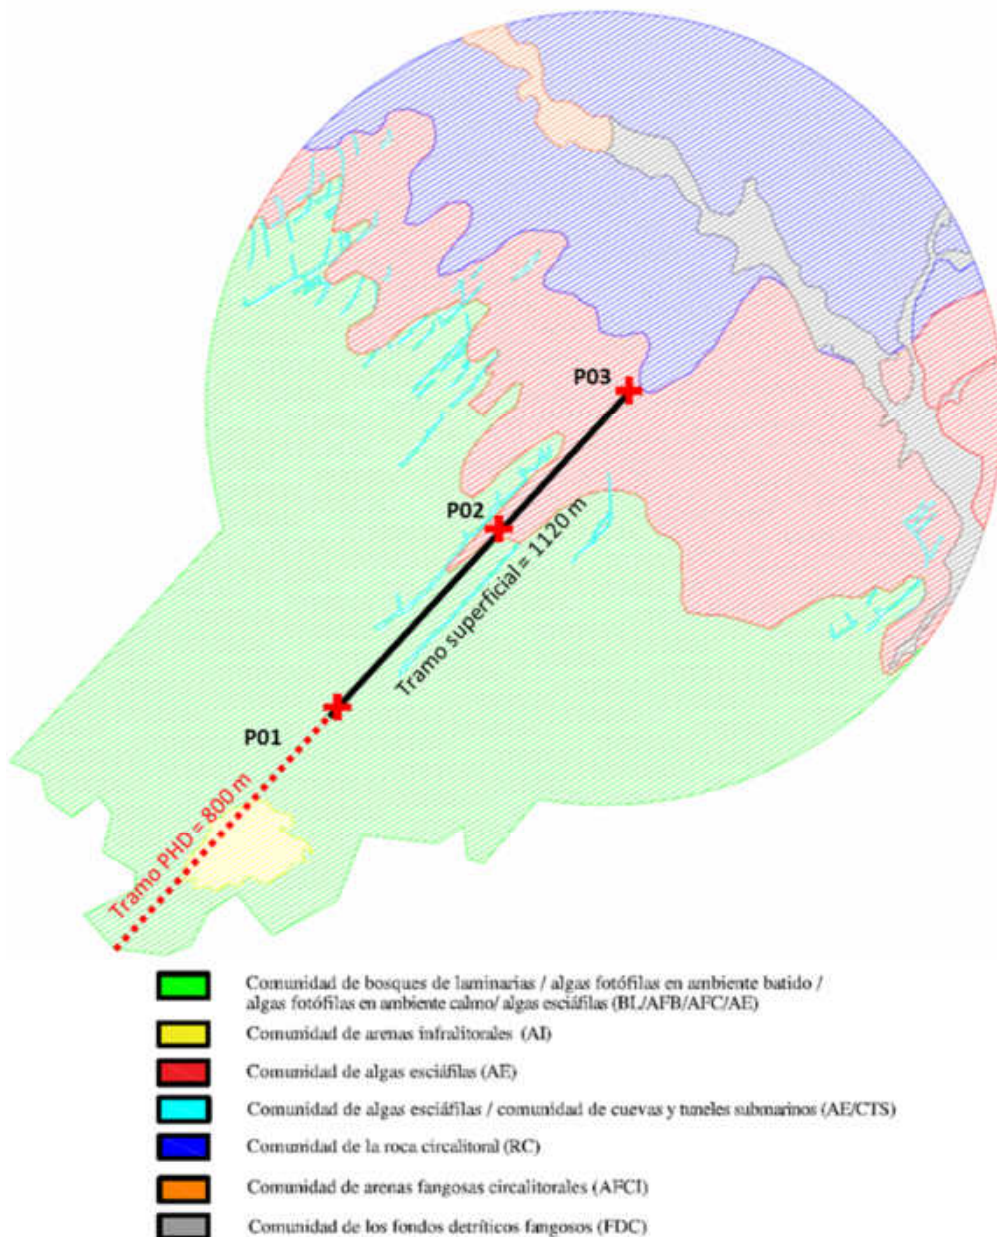 P03
P02
Tramo superficial = 1120 m
P01
Tramo PHD = 800 m
Comunidad de bosques de laminarias / algas fotófilas en ambiente batido /
algas fotófilas en ambiente calmo/ algas esciáfilas (BL/AFB/AFC/AE)
Comunidad de arenas infralitorales (AI)
Comunidad de algas esciáfilas (AE)
Comunidad de algas esciáfilas / comunidad de cuevas y tuneles submarinos (AE/CTS)
Comunidad de la roca circalitoral (RC)
Comunidad de arenas fangosas circalitorales (AFCI)
Comunidad de los fondos detríticos fangosos (FDC)